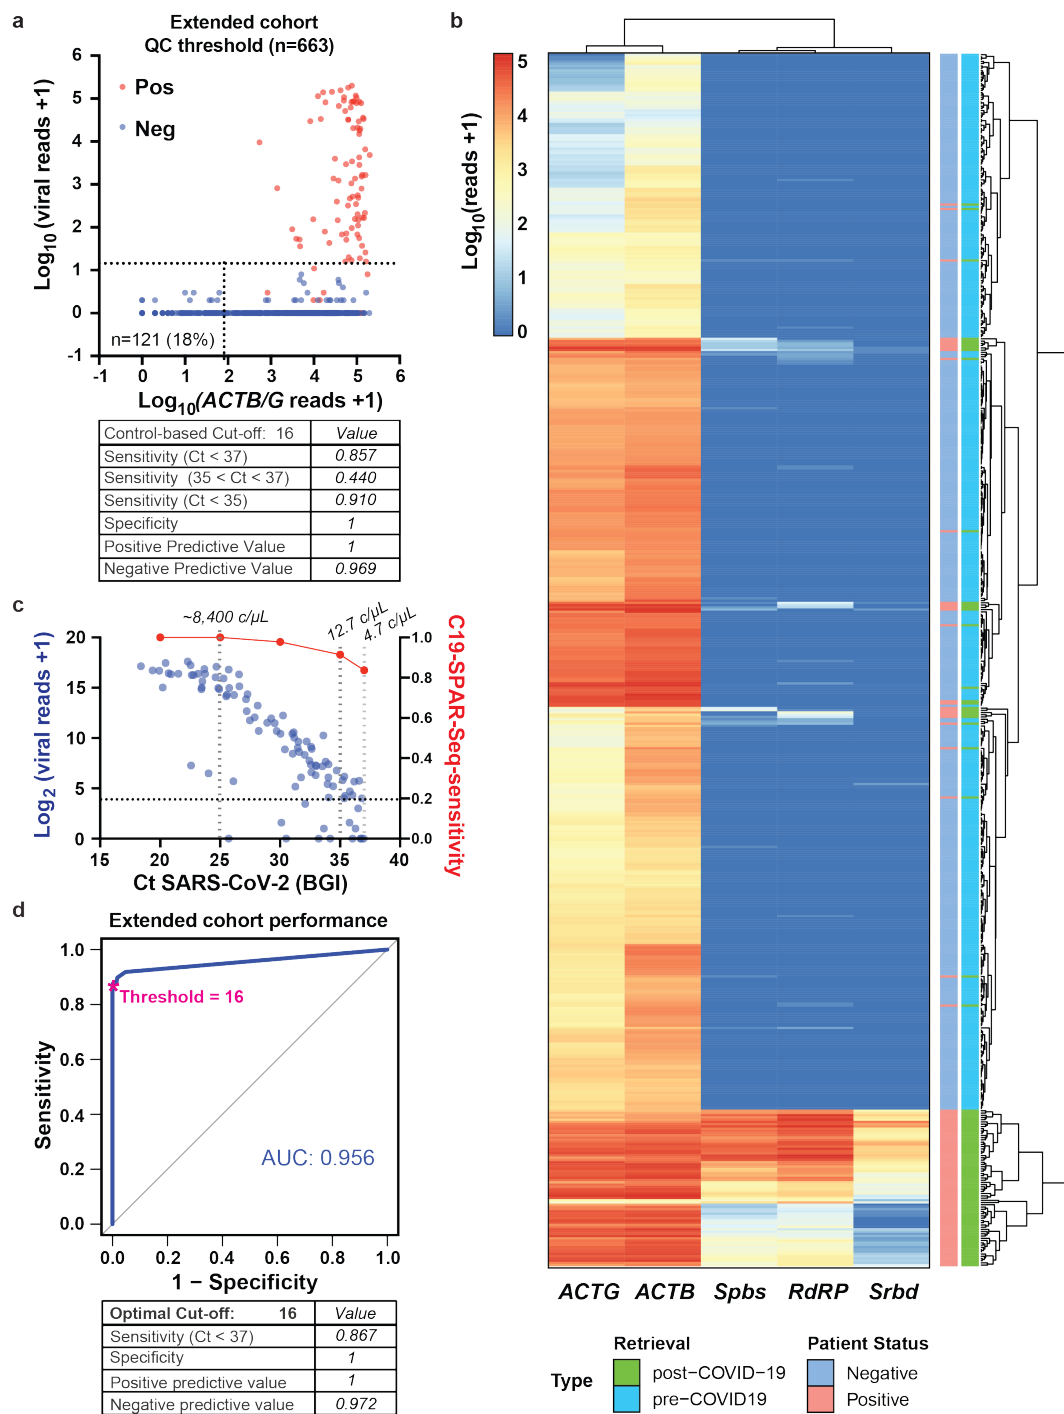 a
Extended cohort
QC threshold (n=663)
6
5
4
3
2
1
0
-1
Pos
Neg
Log10 (viral reads +1)
n=121 (18%)
-1 0 1 2 3 4 5 6
Log10(ACTB/G reads +1)
Control-based Cut-off: 16 Value
Sensitivity (Ct < 37) 0.857
Sensitivity (35 < Ct < 37) 0.440
Sensitivity (Ct < 35) 0.910
Specificity 1
Positive Predictive Value 1
Negative Predictive Value 0.969
b
5
4
3
2
1
0
Log10(reads +1)
ACTG ACTB Spbs RdRP Srbd
Type
Retrieval
post-COVID-19
pre-COVID19
Patient Status
Negative
Positive
c
~8,400 c/µL
12.7 c/µL
4.7 c/µL
20
15
10
5
0
Log2 (viral reads +1)
1.0
0.8
0.6
0.4
0.2
0.0
C19-SPAR-Seq-sensitivity
15 20 25 30 35 40
Ct SARS-CoV-2 (BGI)
d
Extended cohort performance
1.0
0.8
0.6
0.4
0.2
0.0
Sensitivity
Threshold = 16
AUC: 0.956
0.0 0.2 0.4 0.6 0.8 1.0
1 − Specificity
Optimal Cut-off: 16 Value
Sensitivity (Ct < 37) 0.867
Specificity 1
Positive predictive value 1
Negative predictive value 0.972